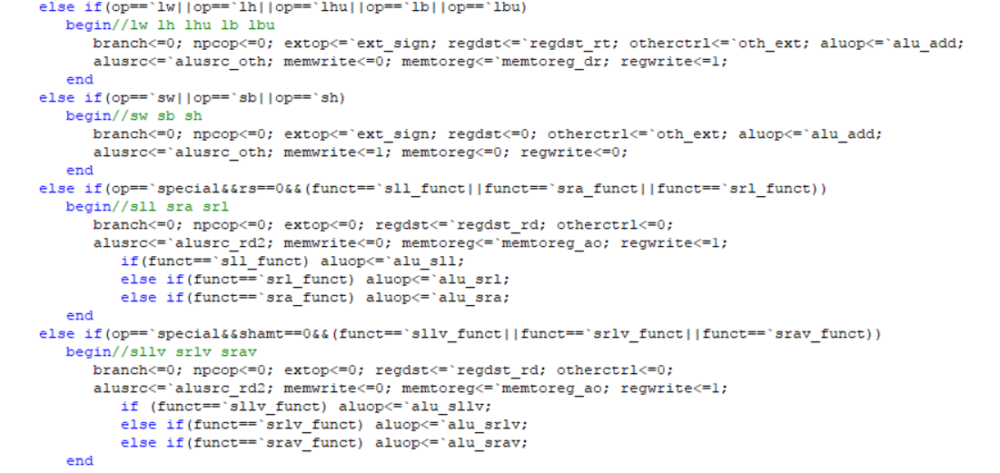 else if(op==`lw||op==`lh||op==`lhu||op==`lb||op==`lbu)
begin//lw lh lhu lb lbu
branch<=0; npcop<=0; extop<=`ext_sign; regdst<=`regdst_rt; otherctrl<=`oth_ext; aluop<=`alu_add;
alusrc<=`alusrc_oth; memwrite<=0; memtoreg<=`memtoreg_dr; regwrite<=1;
end
else if(op==`sw||op==`sb||op==`sh)
begin//sw sb sh
branch<=0; npcop<=0; extop<=`ext_sign; regdst<=0; otherctrl<=`oth_ext; aluop<=`alu_add;
alusrc<=`alusrc_oth; memwrite<=1; memtoreg<=0; regwrite<=0;
end
else if(op==`special&&rs==0&&(funct==`sll_funct||funct==`sra_funct||funct==`srl_funct))
begin//sll sra srl
branch<=0; npcop<=0; extop<=0; regdst<=`regdst_rd; otherctrl<=0;
alusrc<=`alusrc_rd2; memwrite<=0; memtoreg<=`memtoreg_ao; regwrite<=1;
if(funct==`sll_funct) aluop<=`alu_sll;
else if(funct==`srl_funct) aluop<=`alu_srl;
else if(funct==`sra_funct) aluop<=`alu_sra;
end
else if(op==`special&&shamt==0&&(funct==`sllv_funct||funct==`srlv_funct||funct==`srav_funct))
begin//sllv srlv srav
branch<=0; npcop<=0; extop<=0; regdst<=`regdst_rd; otherctrl<=0;
alusrc<=`alusrc_rd2; memwrite<=0; memtoreg<=`memtoreg_ao; regwrite<=1;
if (funct==`sllv_funct) aluop<=`alu_sllv;
else if(funct==`srlv_funct) aluop<=`alu_srlv;
else if(funct==`srav_funct) aluop<=`alu_srav;
end